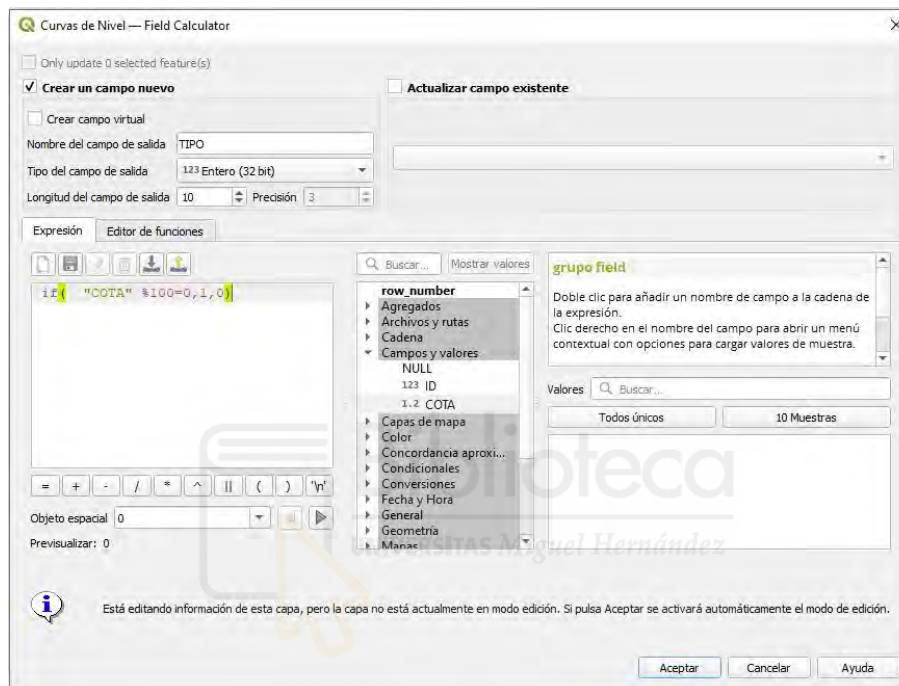 Curvas de Nivel — Field Calculator
Only update 0 selected feature(s)
Crear un campo nuevo
Actualizar campo existente
Crear campo virtual
Nombre del campo de salida TIPO
Tipo del campo de salida 123 Entero (32 bit)
Longitud del campo de salida 10 Precisión 3
Expresión Editor de funciones
Buscar... Mostrar valores
if( "COTA" %100=0,1,0)
row_number
Agregados
Archivos y rutas
Cadena
Campos y valores
NULL
123 ID
1.2 COTA
Capas de mapa
Color
Concordancia aproxi...
Condicionales
Conversiones
Fecha y Hora
General
Geometría
Mapas
grupo field
Doble clic para añadir un nombre de campo a la cadena de
la expresión.
Clic derecho en el nombre del campo para abrir un menú
contextual con opciones para cargar valores de muestra.
Valores Buscar...
Todos únicos 10 Muestras
= + - / * ^ || ( ) '\n'
Objeto espacial 0
Previsualizar: 0
Biblioteca
UNIVERSITAS Miguel Hernández
Está editando información de esta capa, pero la capa no está actualmente en modo edición. Si pulsa Aceptar se activará automáticamente el modo de edición.
Aceptar Cancelar Ayuda